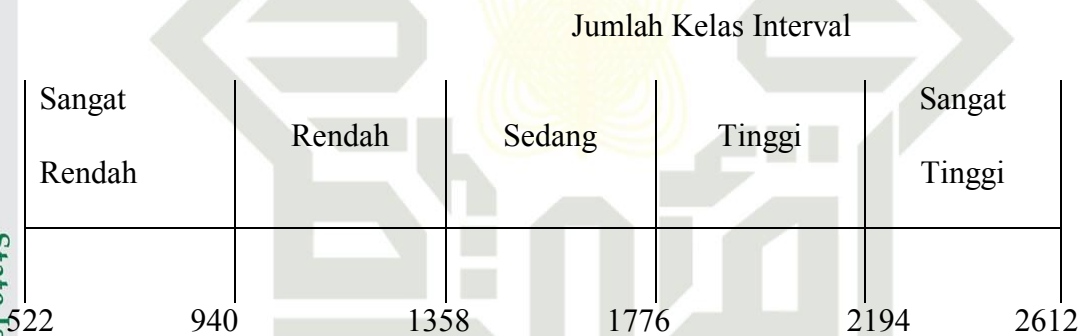 Jumlah Kelas Interval
Sangat
Rendah
Rendah
Sedang
Tinggi
Sangat
Tinggi
522 940 1358 1776 2194 2612